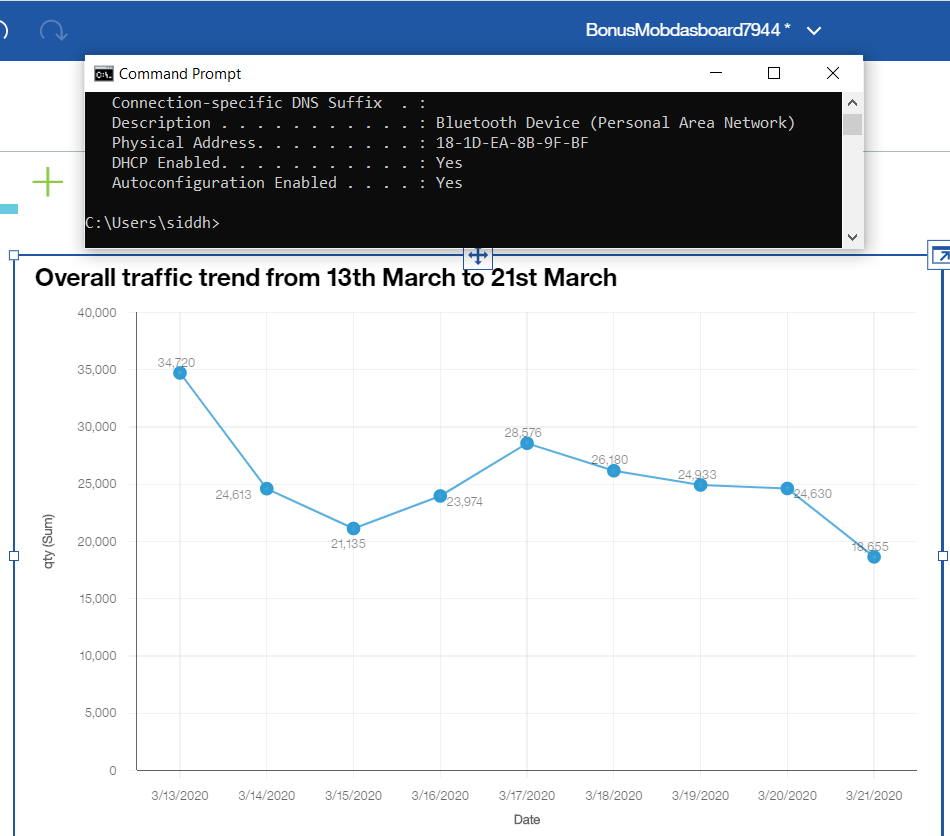 BonusMobdasboard7944 *
Command Prompt
Connection-specific DNS Suffix  . :
Description . . . . . . . . . . . : Bluetooth Device (Personal Area Network)
Physical Address. . . . . . . . . : 18-1D-EA-8B-9F-BF
DHCP Enabled. . . . . . . . . . . : Yes
Autoconfiguration Enabled . . . . : Yes
C:\Users\siddh>
Overall traffic trend from 13th March to 21st March
40,000
35,000
30,000
25,000
20,000
15,000
10,000
5,000
0
qty (Sum)
34,720
24,613
21,135
23,974
28,576
26,180
24,933
24,630
18,655
3/13/2020 3/14/2020 3/15/2020 3/16/2020 3/17/2020 3/18/2020 3/19/2020 3/20/2020 3/21/2020
Date